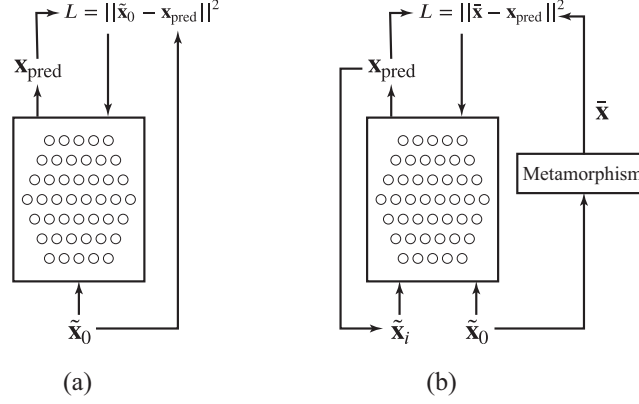 L = ||x̃₀ − x_pred||²
x_pred
x̃₀
(a)
L = ||x̄ − x_pred||²
x_pred
x̄
Metamorphism
x̃ᵢ
x̃₀
(b)